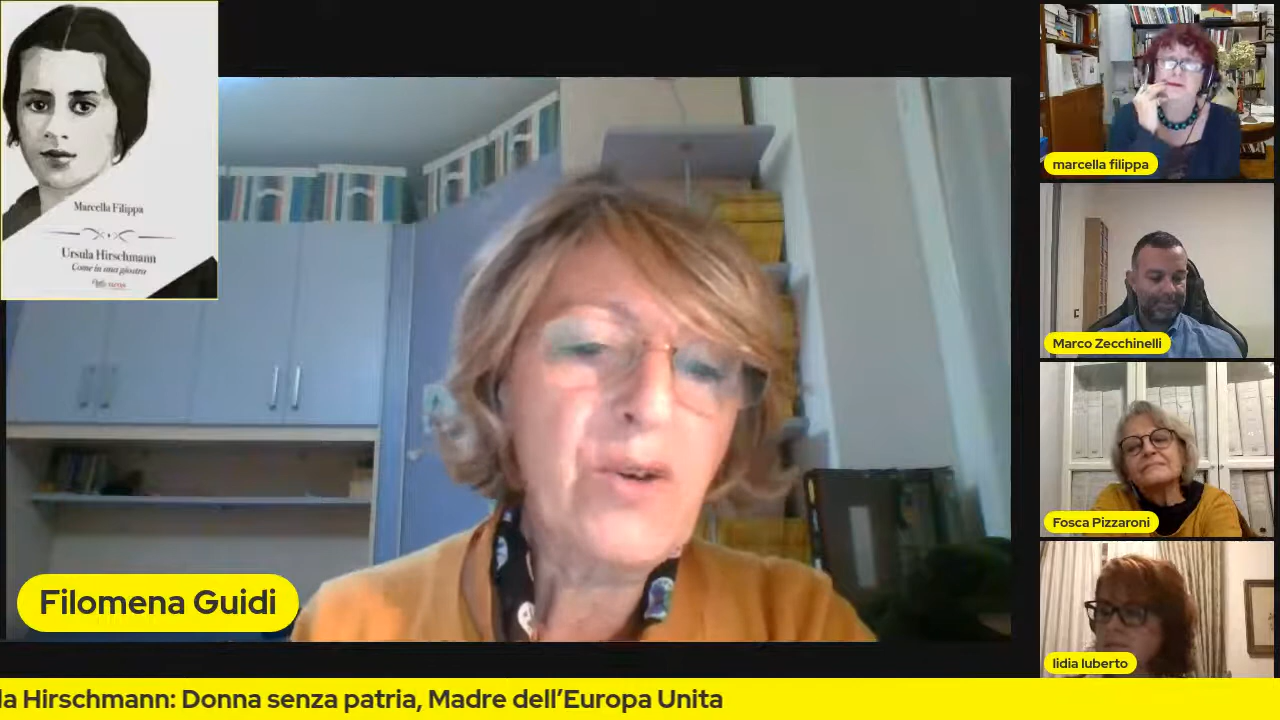 Marcella Filippa
Ursula Hirschmann
Come in una giostra
marcella filippa
Marco Zecchinelli
Fosca Pizzaroni
Filomena Guidi
lidia luberto
la Hirschmann: Donna senza patria, Madre dell'Europa Unita